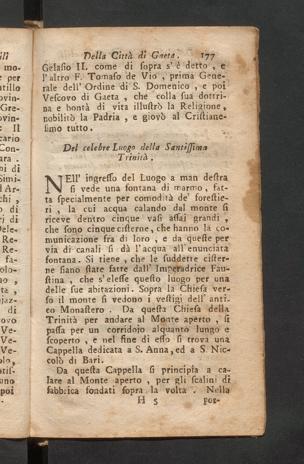 Della Città di Gaeta. 177
Gelasio II. come di sopra s'è detto, e
l'altro F. Tomaso de Vio, prima Gene-
rale dell'Ordine di S. Domenico, e poi
Vescovo di Gaeta, che colla sua dottri-
na e bontà di vita illustrò la Religione,
nobilitò la Padria, e giovò al Cristiane-
simo tutto.
Del celebre Luogo della Santissima
Trinità.
NEll' ingresso del Luogo a man destra
si vede una fontana di marmo, fat-
ta specialmente per comodità de' forestie-
ri, la cui acqua calando dal monte si
riceve dentro cinque vasi assai grandi,
che sono cinque cisterne, che hanno la co-
municazione fra di loro, e da queste per
via di canali si dà l'acqua all'enunciata
fontana. Si tiene, che le suddette cister-
ne siano state fatte dall'Imperadrice Fau-
stina, che s'elesse questo luogo per una
delle sue abitazioni. Sopra la Chiesa ver-
so il monte si vedono i vestigj dell'anti-
co Monastero. Da questa Chiesa della
Trinità per andare al Monte aperto, si
passa per un corridojo alquanto lungo e
scoperto, e nel fine di esso si trova una
Cappella dedicata a S. Anna, ed a S. Nic-
colò di Bari.
Da questa Cappella si principia a ca-
lare al Monte aperto, per gli scalini di
fabbrica fondati sopra la volta. Nella
H 5 por-